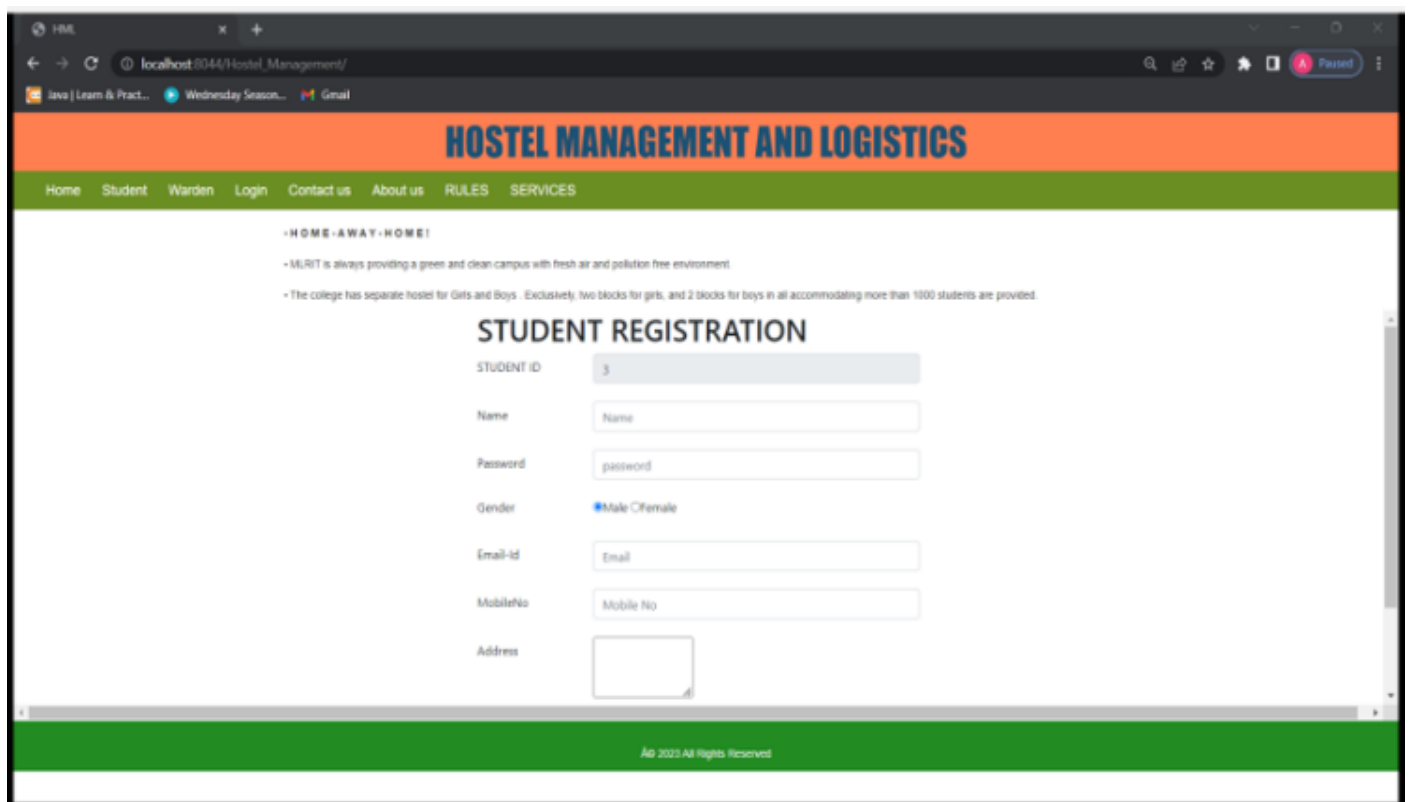 HML
localhost:8044/Hostel_Management/
Paused
Java | Learn & Pract... Wednesday Season... Gmail
HOSTEL MANAGEMENT AND LOGISTICS
Home Student Warden Login Contact us About us RULES SERVICES
-HOME-AWAY-HOME!
- MLRIT is always providing a green and clean campus with fresh air and pollution free environment.
- The college has separate hostel for Girls and Boys . Exclusively, two blocks for girls, and 2 blocks for boys in all accommodating more than 1000 students are provided.
STUDENT REGISTRATION
STUDENT ID 3
Name Name
Password password
Gender Male Female
Email-Id Email
MobileNo Mobile No
Address
Â© 2023 All Rights Reserved